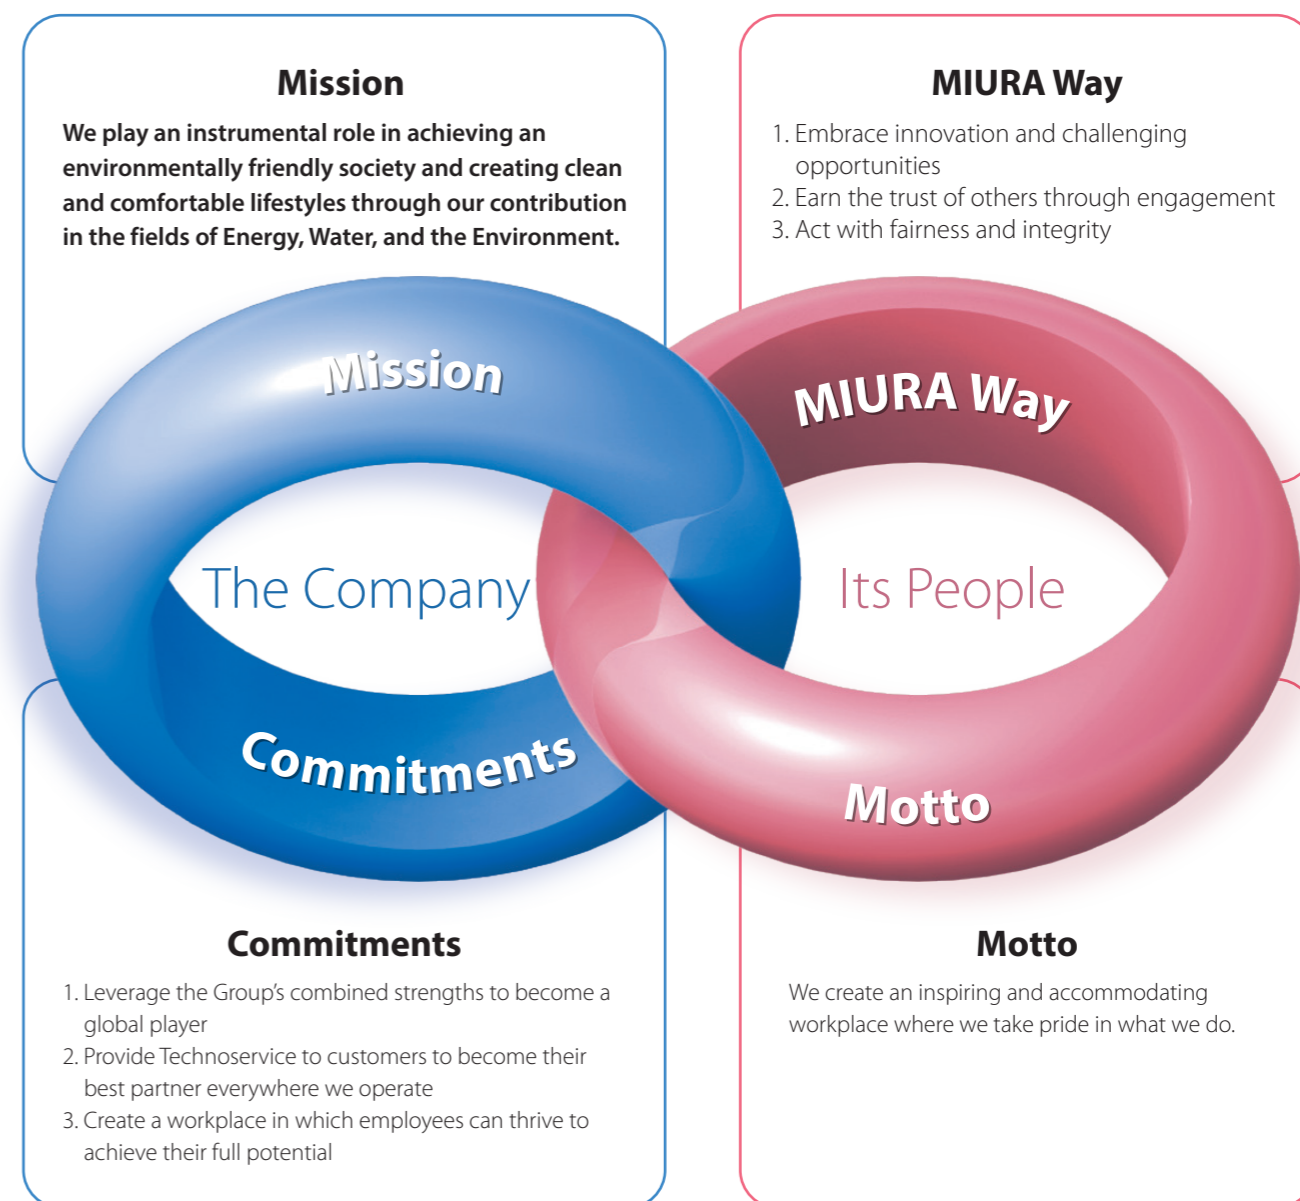 Mission
We play an instrumental role in achieving an
environmentally friendly society and creating clean
and comfortable lifestyles through our contribution
in the fields of Energy, Water, and the Environment.
MIURA Way
1. Embrace innovation and challenging
opportunities
2. Earn the trust of others through engagement
3. Act with fairness and integrity
Mission
MIURA Way
The Company
Its People
Commitments
Motto
Commitments
1. Leverage the Group’s combined strengths to become a
global player
2. Provide Technoservice to customers to become their
best partner everywhere we operate
3. Create a workplace in which employees can thrive to
achieve their full potential
Motto
We create an inspiring and accommodating
workplace where we take pride in what we do.